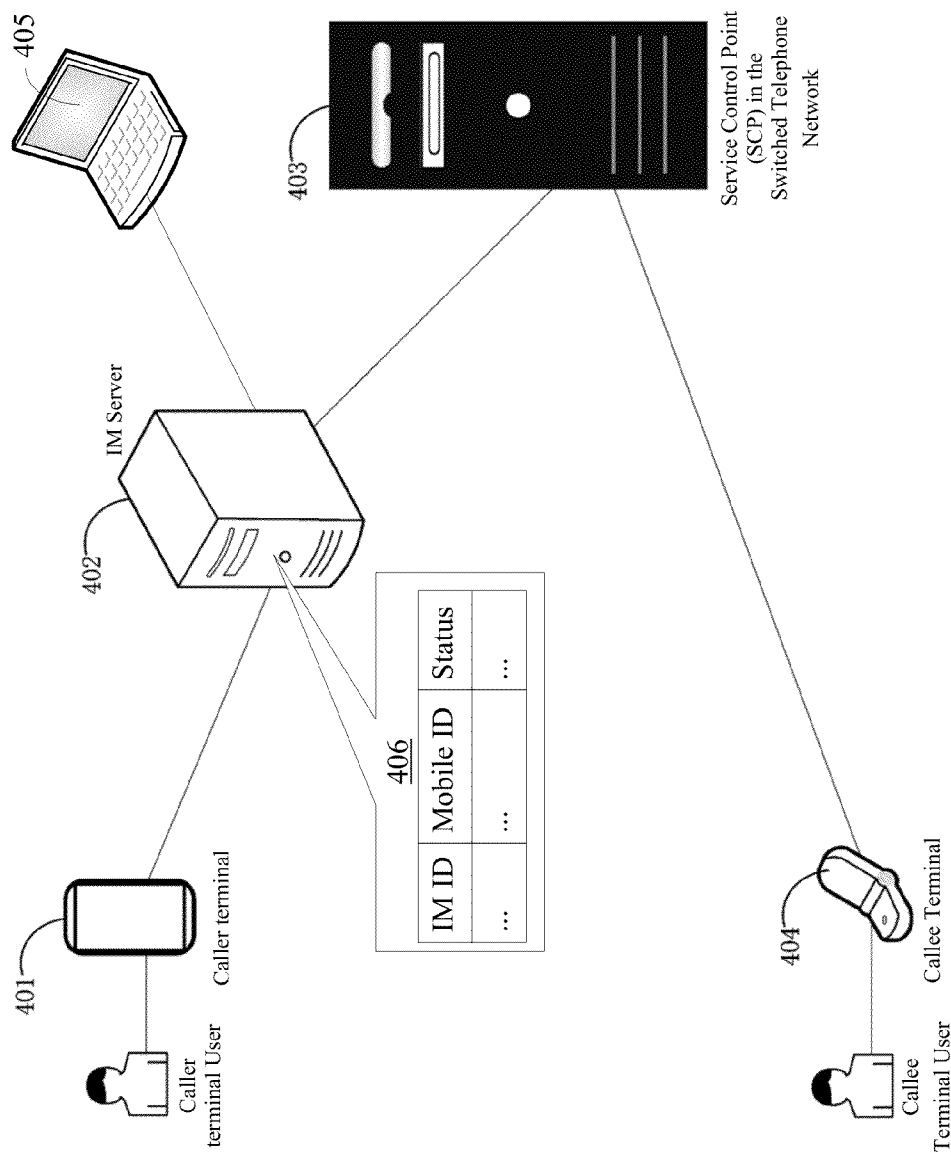 405
403
Service Control Point
(SCP) in the
Switched Telephone
Network
IM Server
402
406
IM ID Mobile ID Status
... ... ...
401
Caller terminal
Caller
terminal User
404
Callee Terminal
Callee
Terminal User